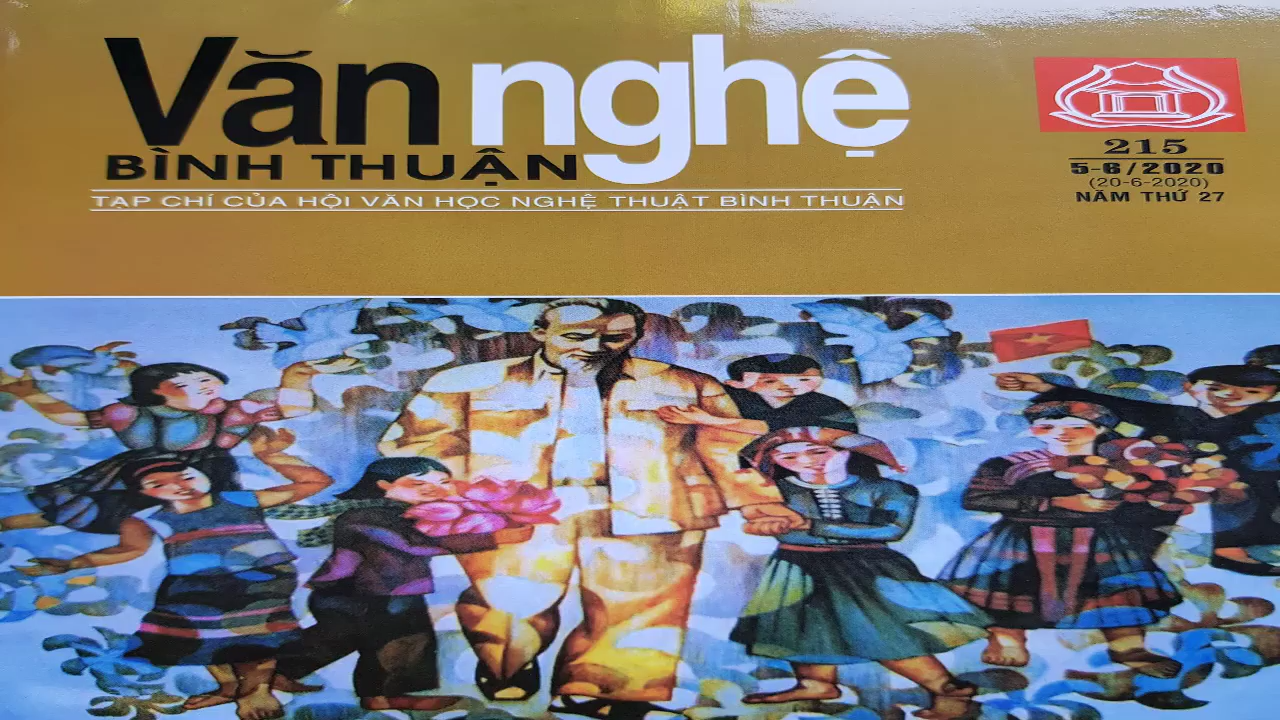 Văn nghệ
BÌNH THUẬN
TẠP CHÍ CỦA HỘI VĂN HỌC NGHỆ THUẬT BÌNH THUẬN
215
5-6/2020
(20-6-2020)
NĂM THỨ 27